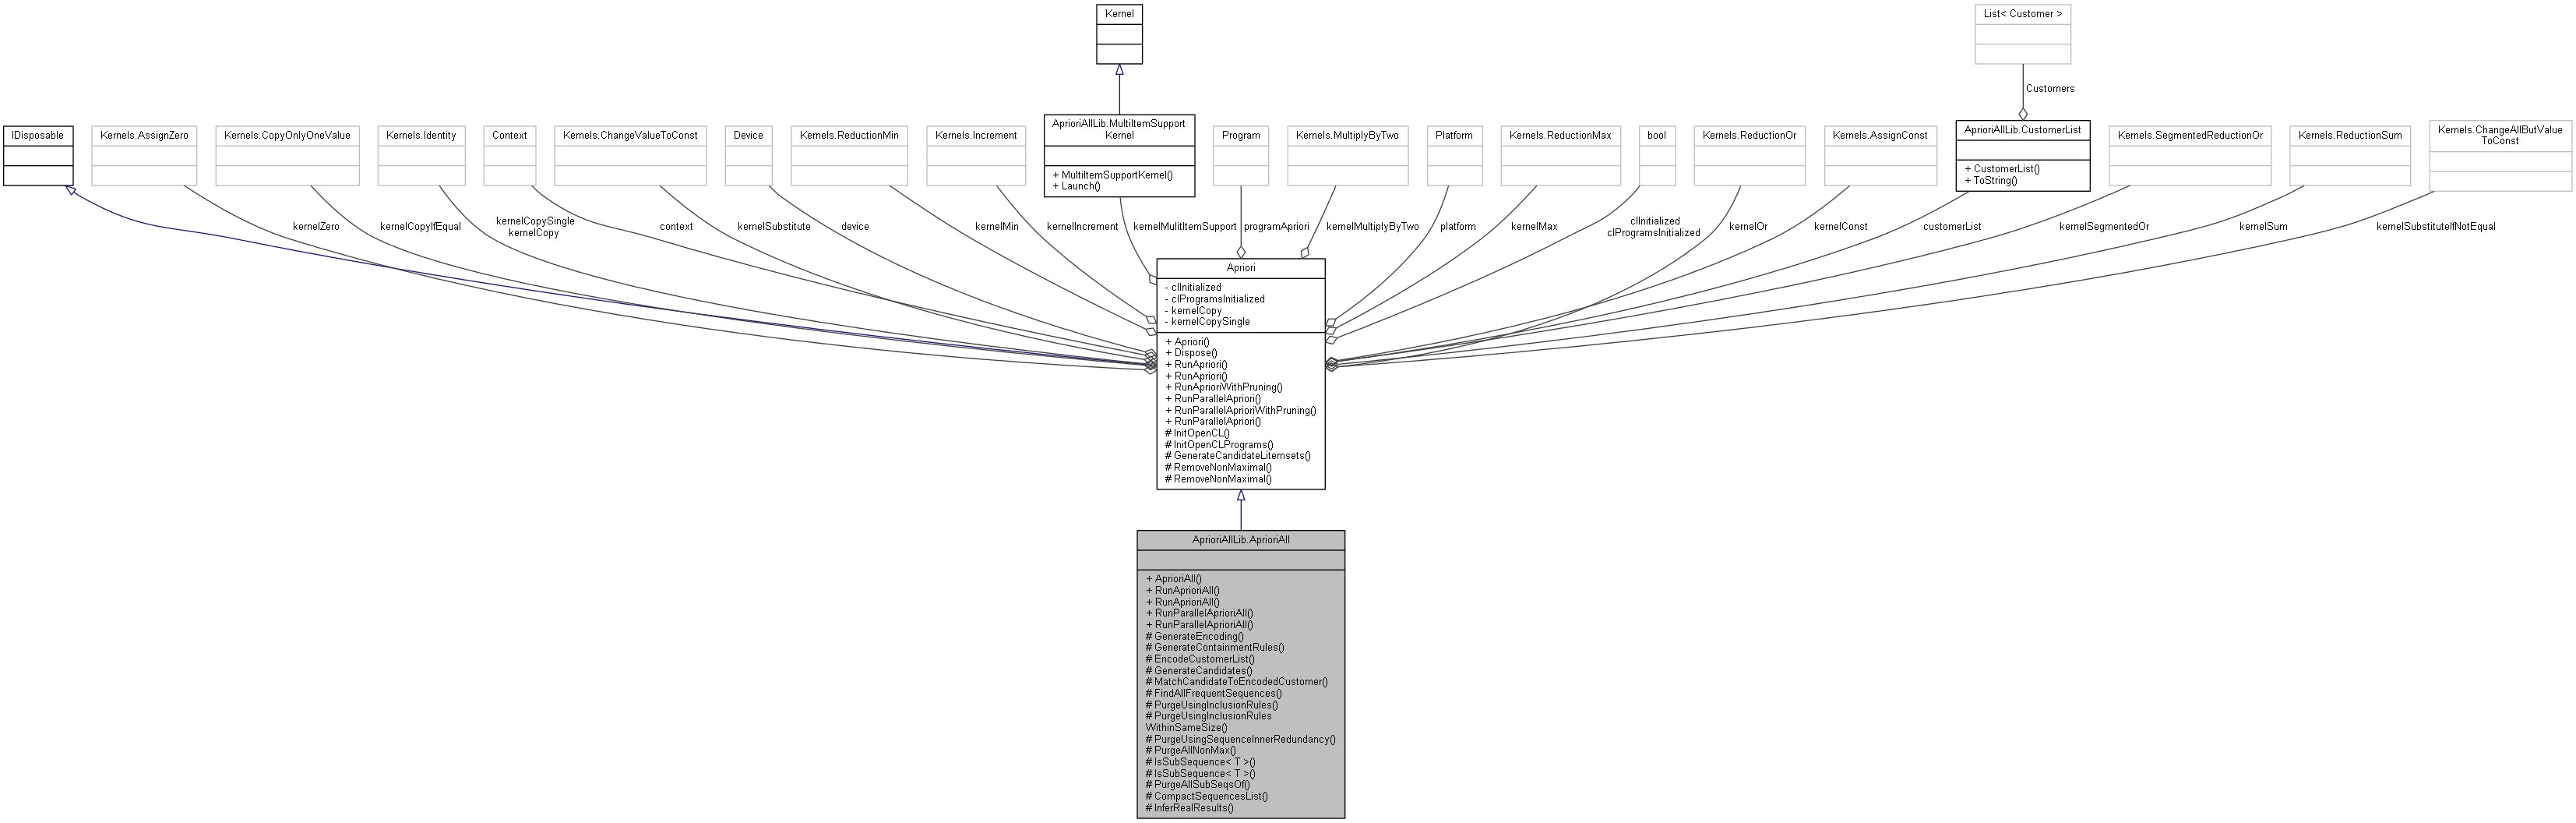 Kernel
List< Customer >
Customers
IDisposable
Kernels.AssignZero
Kernels.CopyOnlyOneValue
Kernels.Identity
Context
Kernels.ChangeValueToConst
Device
Kernels.ReductionMin
Kernels.Increment
AprioriAllLib.MultiItemSupport
Kernel
+ MultiItemSupportKernel()
+ Launch()
Program
Kernels.MultiplyByTwo
Platform
Kernels.ReductionMax
bool
Kernels.ReductionOr
Kernels.AssignConst
AprioriAllLib.CustomerList
+ CustomerList()
+ ToString()
Kernels.SegmentedReductionOr
Kernels.ReductionSum
Kernels.ChangeAllButValue
ToConst
kernelZero
kernelCopyIfEqual
kernelCopySingle
kernelCopy
context
kernelSubstitute
device
kernelMin
kernelIncrement
kernelMulitItemSupport
programApriori
kernelMultiplyByTwo
platform
kernelMax
clInitialized
clProgramsInitialized
kernelOr
kernelConst
customerList
kernelSegmentedOr
kernelSum
kernelSubstituteIfNotEqual
Apriori
- clInitialized
- clProgramsInitialized
- kernelCopy
- kernelCopySingle
+ Apriori()
+ Dispose()
+ RunApriori()
+ RunApriori()
+ RunAprioriWithPruning()
+ RunParallelApriori()
+ RunParallelAprioriWithPruning()
+ RunParallelApriori()
# InitOpenCL()
# InitOpenCLPrograms()
# GenerateCandidateLitemsets()
# RemoveNonMaximal()
# RemoveNonMaximal()
AprioriAllLib.AprioriAll
+ AprioriAll()
+ RunAprioriAll()
+ RunAprioriAll()
+ RunParallelAprioriAll()
+ RunParallelAprioriAll()
# GenerateEncoding()
# GenerateContainmentRules()
# EncodeCustomerList()
# GenerateCandidates()
# MatchCandidateToEncodedCustomer()
# FindAllFrequentSequences()
# PurgeUsingInclusionRules()
# PurgeUsingInclusionRules
WithinSameSize()
# PurgeUsingSequenceInnerRedundancy()
# PurgeAllNonMax()
# IsSubSequence< T >()
# IsSubSequence< T >()
# PurgeAllSubSeqsOf()
# CompactSequencesList()
# InferRealResults()